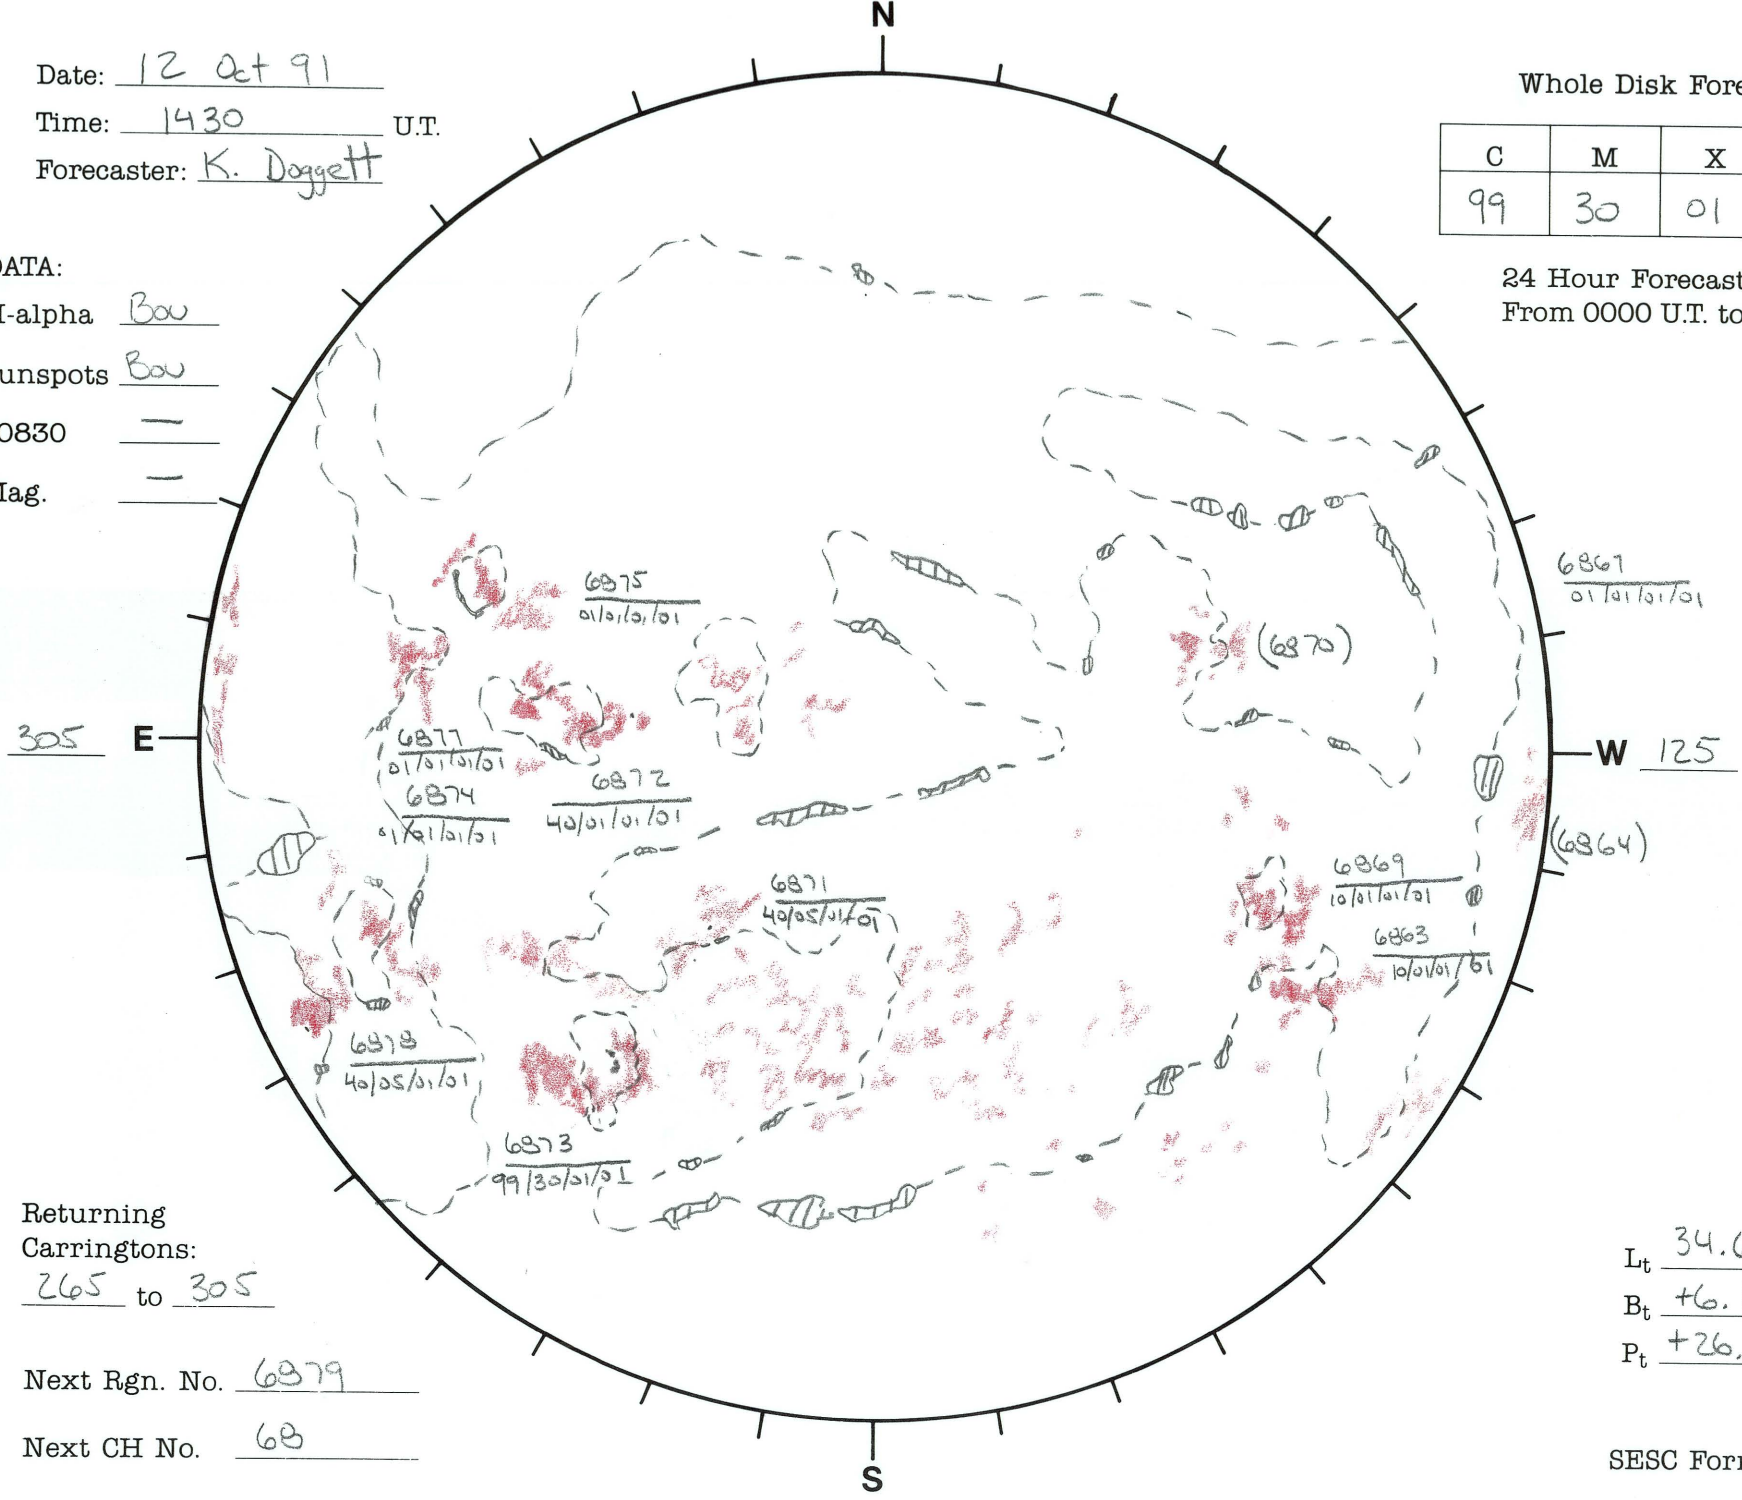 N
Date: 12 Oct 91
Time: 1430 U.T.
Forecaster: K. Doggett
Whole Disk Fore
C M X
99 30 01
24 Hour Forecast
From 0000 U.T. to
DATA:
I-alpha Bou
unspots Bou
0830 —
Mag. —
6867
01/01/01/01
6875
01/01/01/01
(6870)
305 E
W 125
6877
01/01/01/01
6874
01/01/01/01
6872
40/01/01/01
(6864)
6869
10/01/01/01
6871
40/05/01/01
6863
10/01/01/01
6878
40/05/01/01
6873
99/30/01/01
Returning
Carringtons:
265 to 305
Lt 34.
Bt +6.
Pt +26.
Next Rgn. No. 6879
Next CH No. 68
S
SESC For